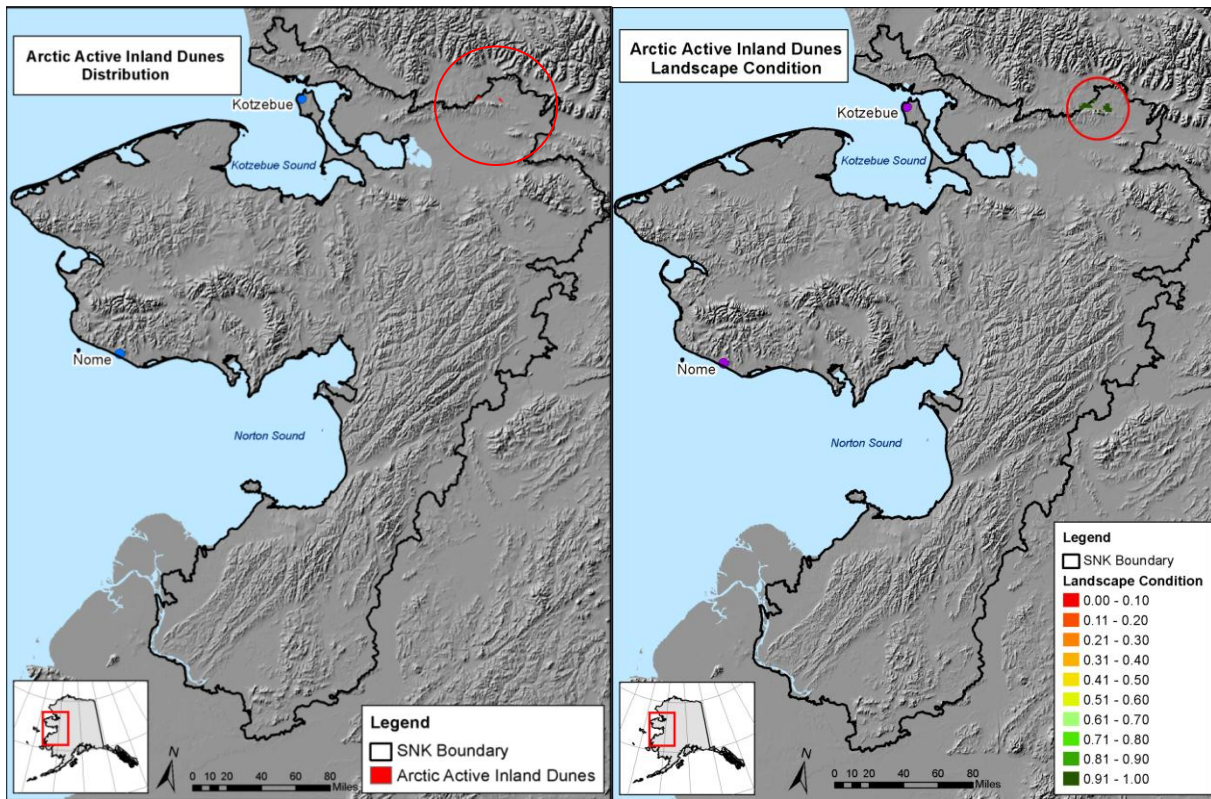 Arctic Active Inland Dunes
Distribution
Kotzebue
Kotzebue Sound
Nome
Norton Sound
N
0 10 20 40 60 80
Miles
Legend
SNK Boundary
Arctic Active Inland Dunes
Arctic Active Inland Dunes
Landscape Condition
Kotzebue
Kotzebue Sound
Nome
Norton Sound
N
0 10 20 40 60 80
Miles
Legend
SNK Boundary
Landscape Condition
0.00 - 0.10
0.11 - 0.20
0.21 - 0.30
0.31 - 0.40
0.41 - 0.50
0.51 - 0.60
0.61 - 0.70
0.71 - 0.80
0.81 - 0.90
0.91 - 1.00